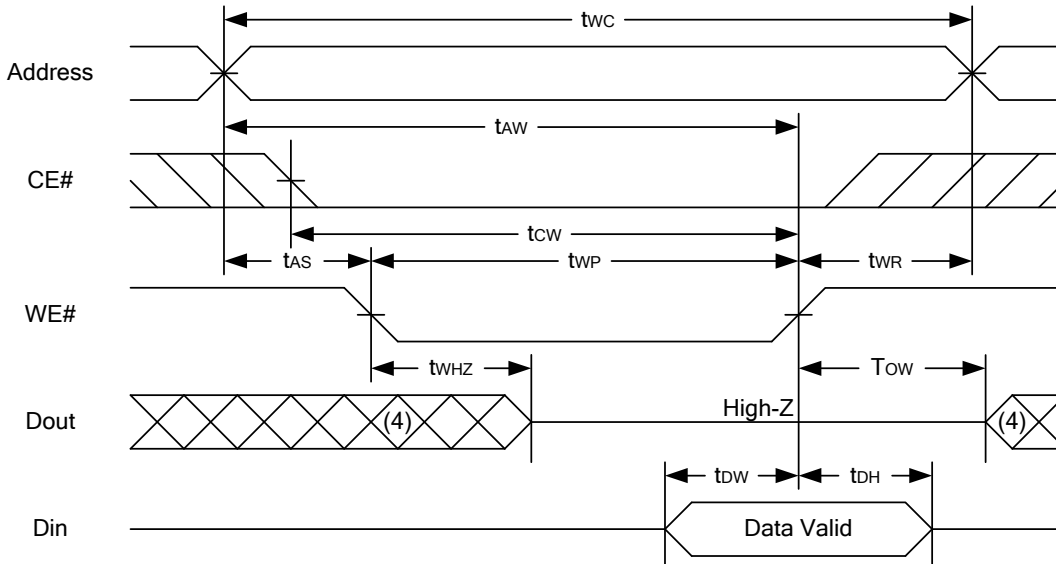 tWC
Address
tAW
CE#
tCW
tAS
tWP
tWR
WE#
tWHZ
TOW
Dout
(4)
High-Z
(4)
tDW
tDH
Din
Data Valid